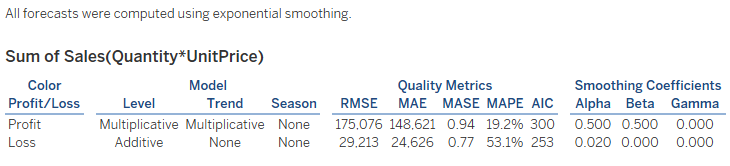 All forecasts were computed using exponential smoothing.
Sum of Sales(Quantity*UnitPrice)
Color Model Quality Metrics Smoothing Coefficients
Profit/Loss Level Trend Season RMSE MAE MASE MAPE AIC Alpha Beta Gamma
Profit Multiplicative Multiplicative None 175,076 148,621 0.94 19.2% 300 0.500 0.500 0.000
Loss Additive None None 29,213 24,626 0.77 53.1% 253 0.020 0.000 0.000